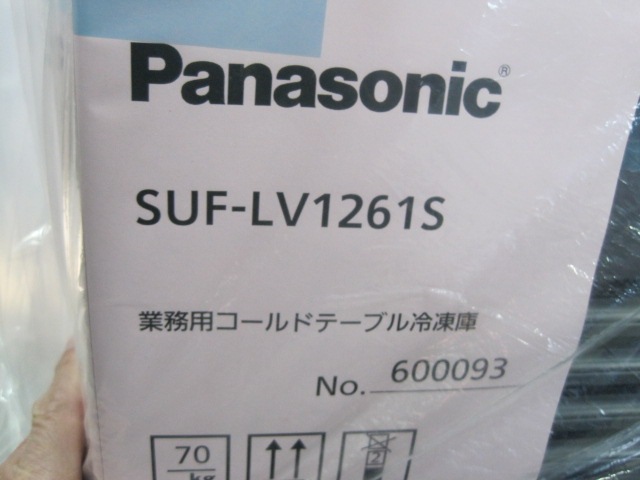 Panasonic®
SUF-LV1261S
業務用コールドテーブル冷凍庫
No. 600093
70
kg
2